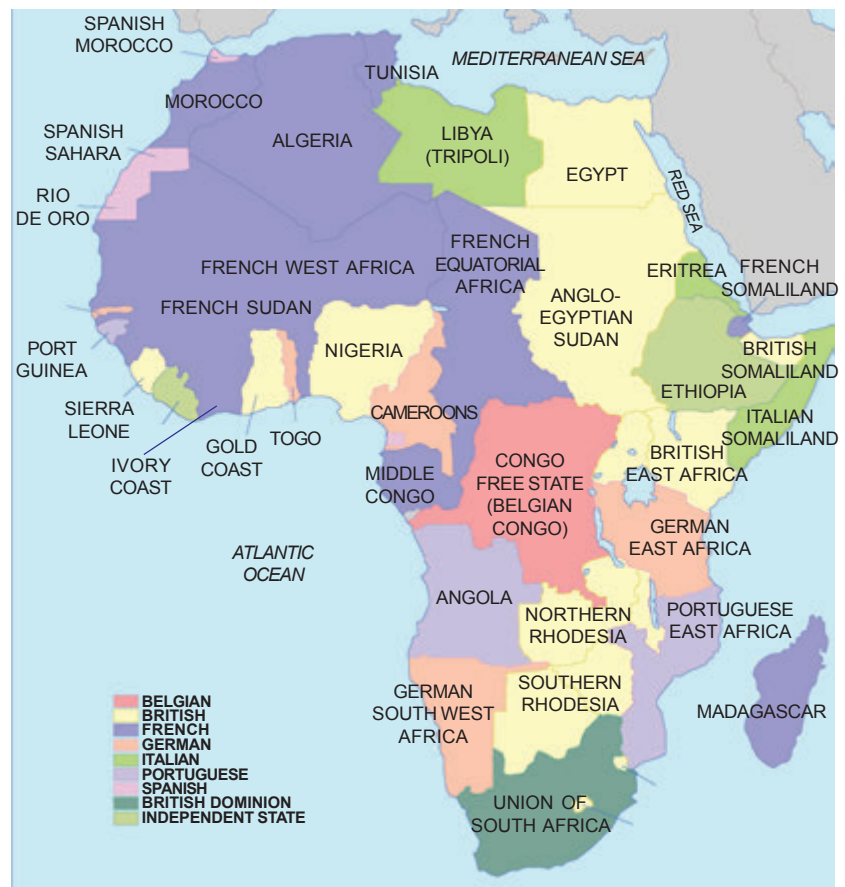 SPANISH
MOROCCO
MEDITERRANEAN SEA
TUNISIA
MOROCCO
SPANISH
SAHARA
ALGERIA
LIBYA
(TRIPOLI)
EGYPT
RIO
DE ORO
RED SEA
FRENCH WEST AFRICA
FRENCH
EQUATORIAL
AFRICA
ERITREA
FRENCH
SOMALILAND
FRENCH SUDAN
ANGLO-
EGYPTIAN
SUDAN
PORT
GUINEA
NIGERIA
BRITISH
SOMALILAND
ETHIOPIA
SIERRA
LEONE
CAMEROONS
ITALIAN
SOMALILAND
IVORY
COAST
GOLD
COAST
TOGO
MIDDLE
CONGO
CONGO
FREE STATE
(BELGIAN
CONGO)
BRITISH
EAST AFRICA
GERMAN
EAST AFRICA
ATLANTIC
OCEAN
ANGOLA
NORTHERN
RHODESIA
PORTUGUESE
EAST AFRICA
GERMAN
SOUTH WEST
AFRICA
SOUTHERN
RHODESIA
MADAGASCAR
BELGIAN
BRITISH
FRENCH
GERMAN
ITALIAN
PORTUGUESE
SPANISH
BRITISH DOMINION
INDEPENDENT STATE
UNION OF
SOUTH AFRICA